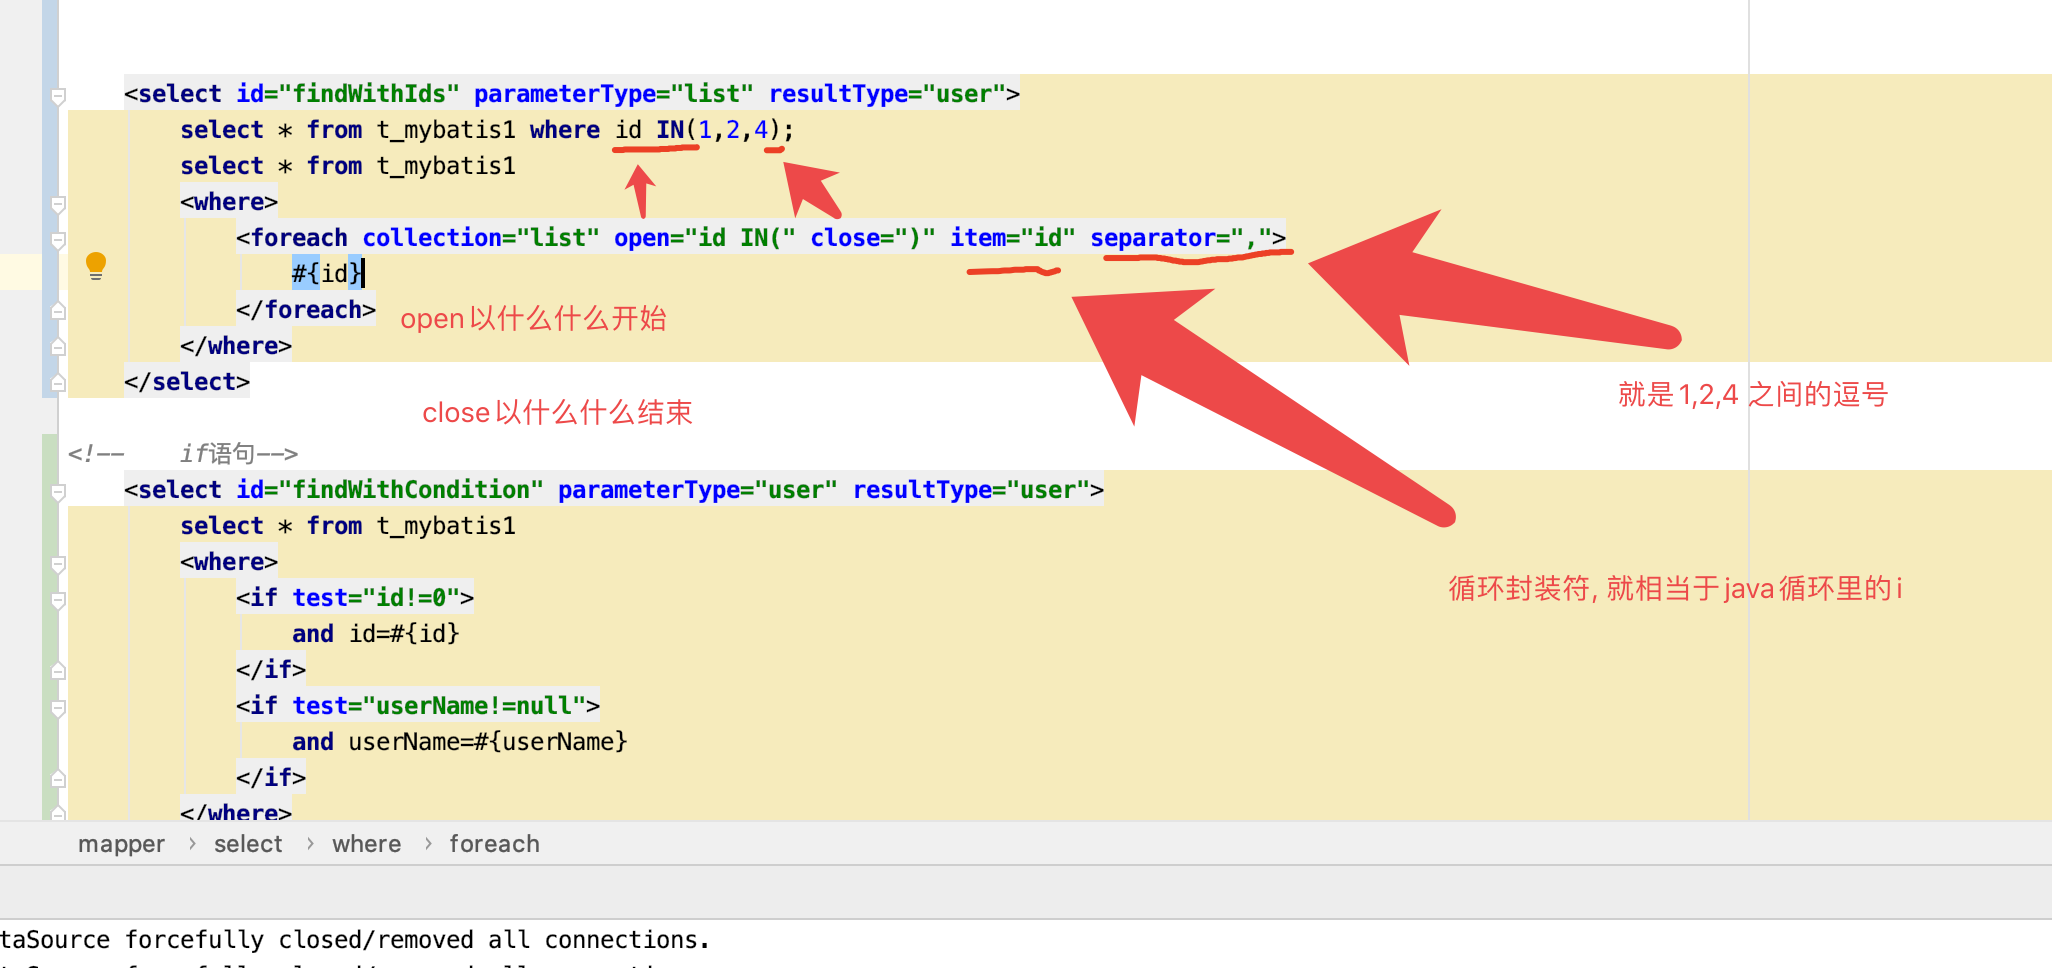 <select id="findWithIds" parameterType="list" resultType="user">
select * from t_mybatis1 where id IN(1,2,4);
select * from t_mybatis1
<where>
<foreach collection="list" open="id IN(" close=")" item="id" separator=",">
#{id}
</foreach>
open以什么什么开始
</where>
</select>
就是1,2,4 之间的逗号
close以什么什么结束
<!-- if语句-->
<select id="findWithCondition" parameterType="user" resultType="user">
select * from t_mybatis1
<where>
<if test="id!=0">
循环封装符, 就相当于java循环里的i
and id=#{id}
</if>
<if test="userName!=null">
and userName=#{userName}
</if>
</where>
mapper › select › where › foreach
taSource forcefully closed/removed all connections.